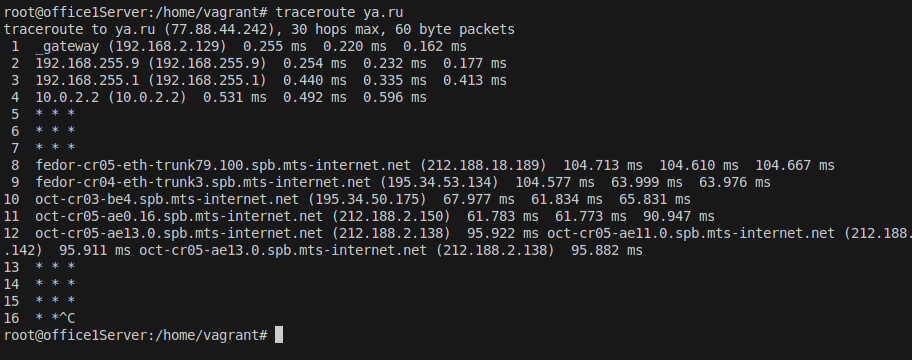 root@office1Server:/home/vagrant# traceroute ya.ru
traceroute to ya.ru (77.88.44.242), 30 hops max, 60 byte packets
 1  _gateway (192.168.2.129)  0.255 ms  0.220 ms  0.162 ms
 2  192.168.255.9 (192.168.255.9)  0.254 ms  0.232 ms  0.177 ms
 3  192.168.255.1 (192.168.255.1)  0.440 ms  0.335 ms  0.413 ms
 4  10.0.2.2 (10.0.2.2)  0.531 ms  0.492 ms  0.596 ms
 5  * * *
 6  * * *
 7  * * *
 8  fedor-cr05-eth-trunk79.100.spb.mts-internet.net (212.188.18.189)  104.713 ms  104.610 ms  104.667 ms
 9  fedor-cr04-eth-trunk3.spb.mts-internet.net (195.34.53.134)  104.577 ms  63.999 ms  63.976 ms
10  oct-cr03-be4.spb.mts-internet.net (195.34.50.175)  67.977 ms  61.834 ms  65.831 ms
11  oct-cr05-ae0.16.spb.mts-internet.net (212.188.2.150)  61.783 ms  61.773 ms  90.947 ms
12  oct-cr05-ae13.0.spb.mts-internet.net (212.188.2.138)  95.922 ms oct-cr05-ae11.0.spb.mts-internet.net (212.188.
.142)  95.911 ms oct-cr05-ae13.0.spb.mts-internet.net (212.188.2.138)  95.882 ms
13  * * *
14  * * *
15  * * *
16  * *^C
root@office1Server:/home/vagrant#